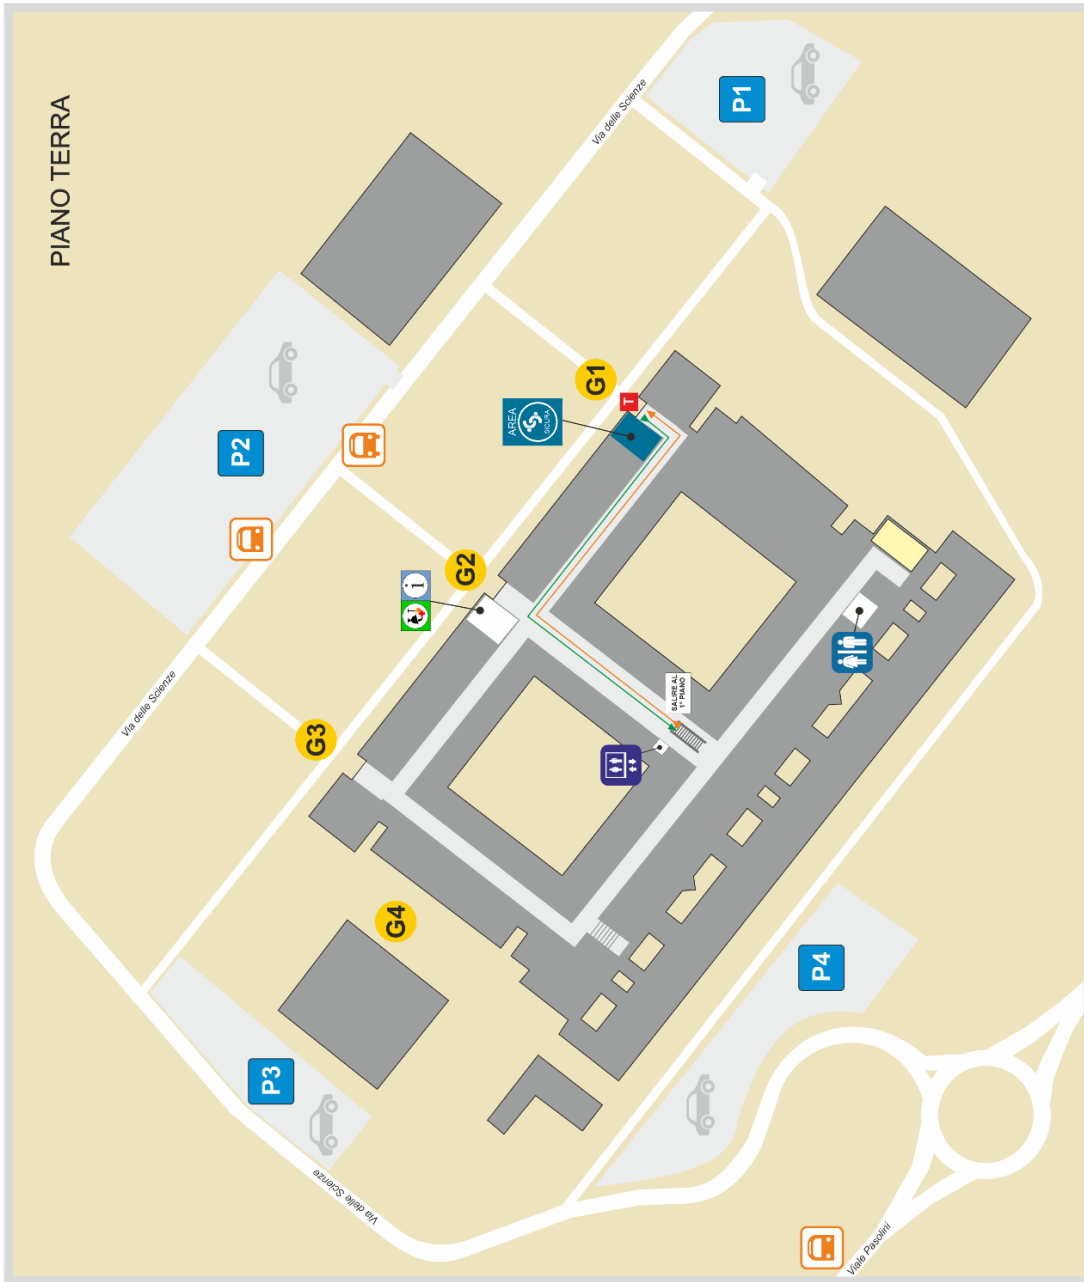 PIANO TERRA
Via delle Scienze
P1
P2
G1
AREA
SICURA
T
G2
i
Via delle Scienze
G3
SALIRE AL
1° PIANO
G4
P4
P3
Via delle Scienze
Viale Pasolini